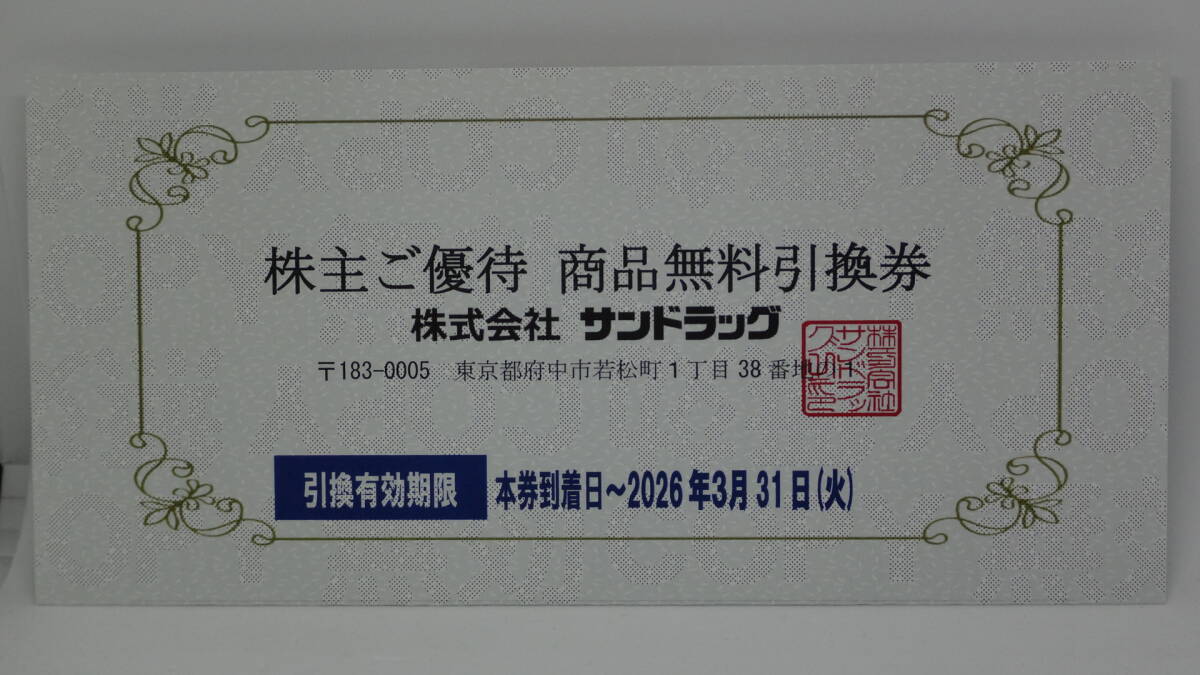 株主ご優待 商品無料引換券
株式会社 サンドラッグ
〒183-0005 東京都府中市若松町1丁目38番地の1
引換有効期限 本券到着日〜2026年3月31日(火)